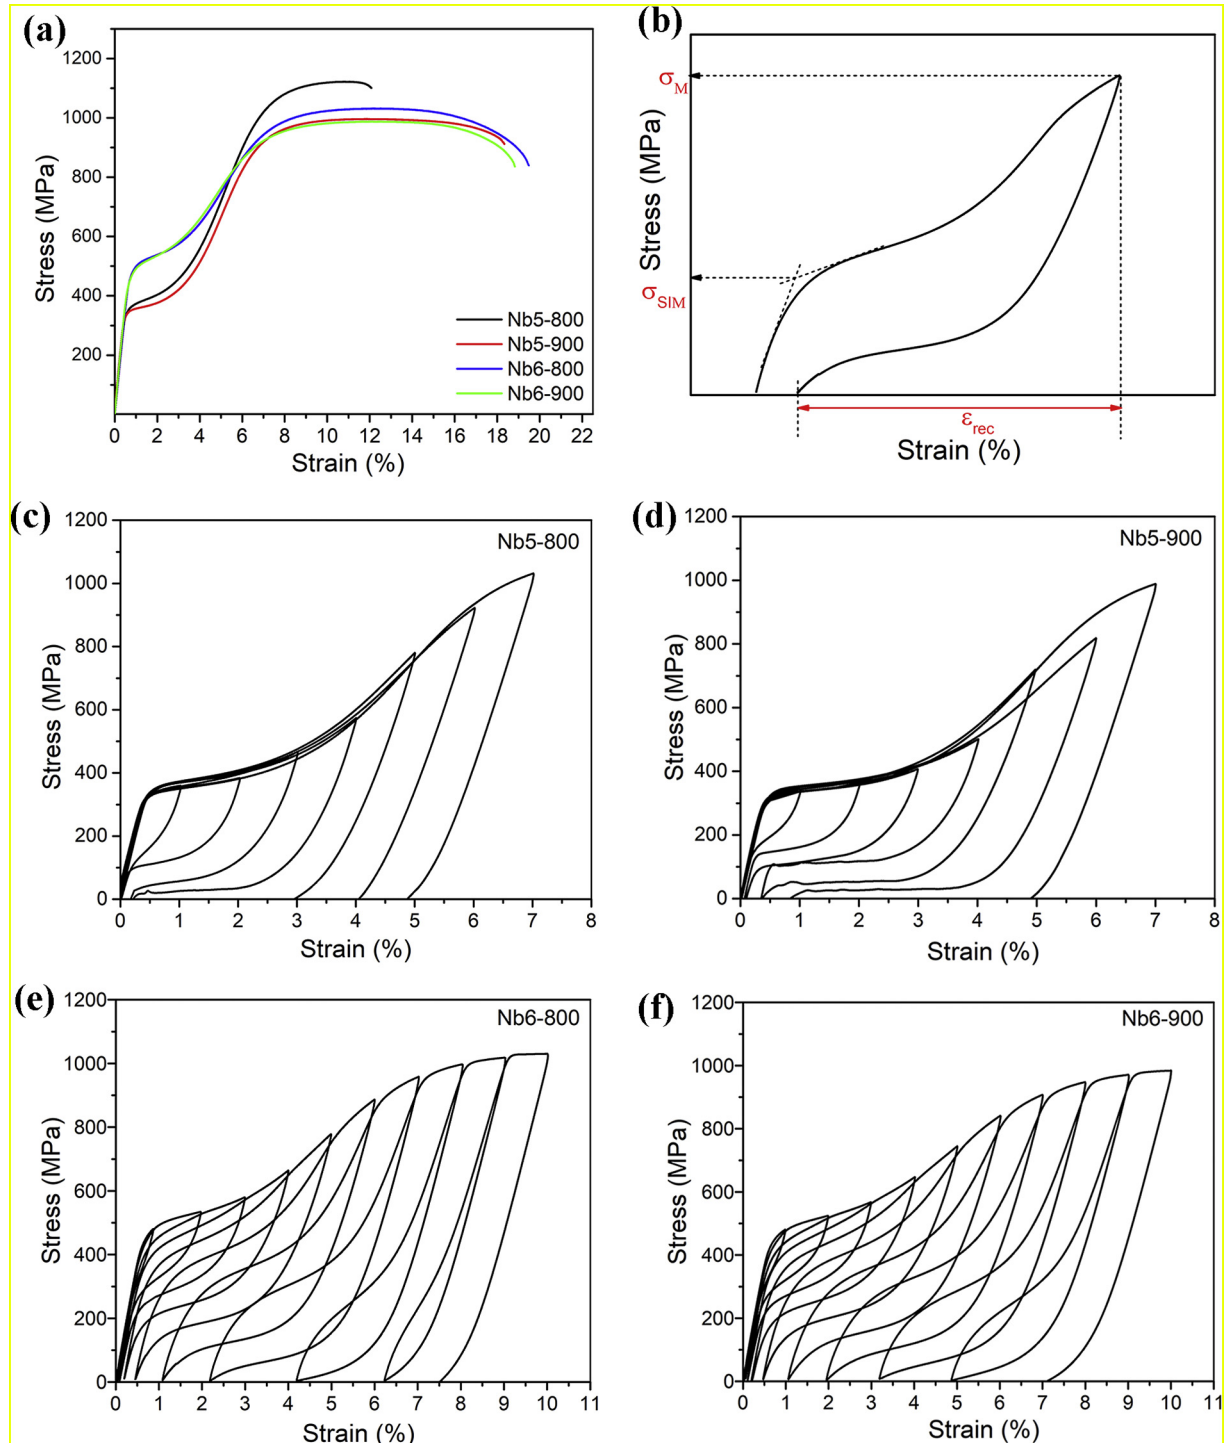 (a)
1200
1000
800
600
400
200
0 2 4 6 8 10 12 14 16 18 20 22
Stress (MPa)
Strain (%)
Nb5-800
Nb5-900
Nb6-800
Nb6-900
(b)
σM
σSIM
εrec
Stress (MPa)
Strain (%)
(c)
Nb5-800
1200
1000
800
600
400
200
0
0 1 2 3 4 5 6 7 8
Stress (MPa)
Strain (%)
(d)
Nb5-900
1200
1000
800
600
400
200
0
0 1 2 3 4 5 6 7 8
Stress (MPa)
Strain (%)
(e)
Nb6-800
1200
1000
800
600
400
200
0
0 1 2 3 4 5 6 7 8 9 10 11
Stress (MPa)
Strain (%)
(f)
Nb6-900
1200
1000
800
600
400
200
0
0 1 2 3 4 5 6 7 8 9 10 11
Stress (MPa)
Strain (%)